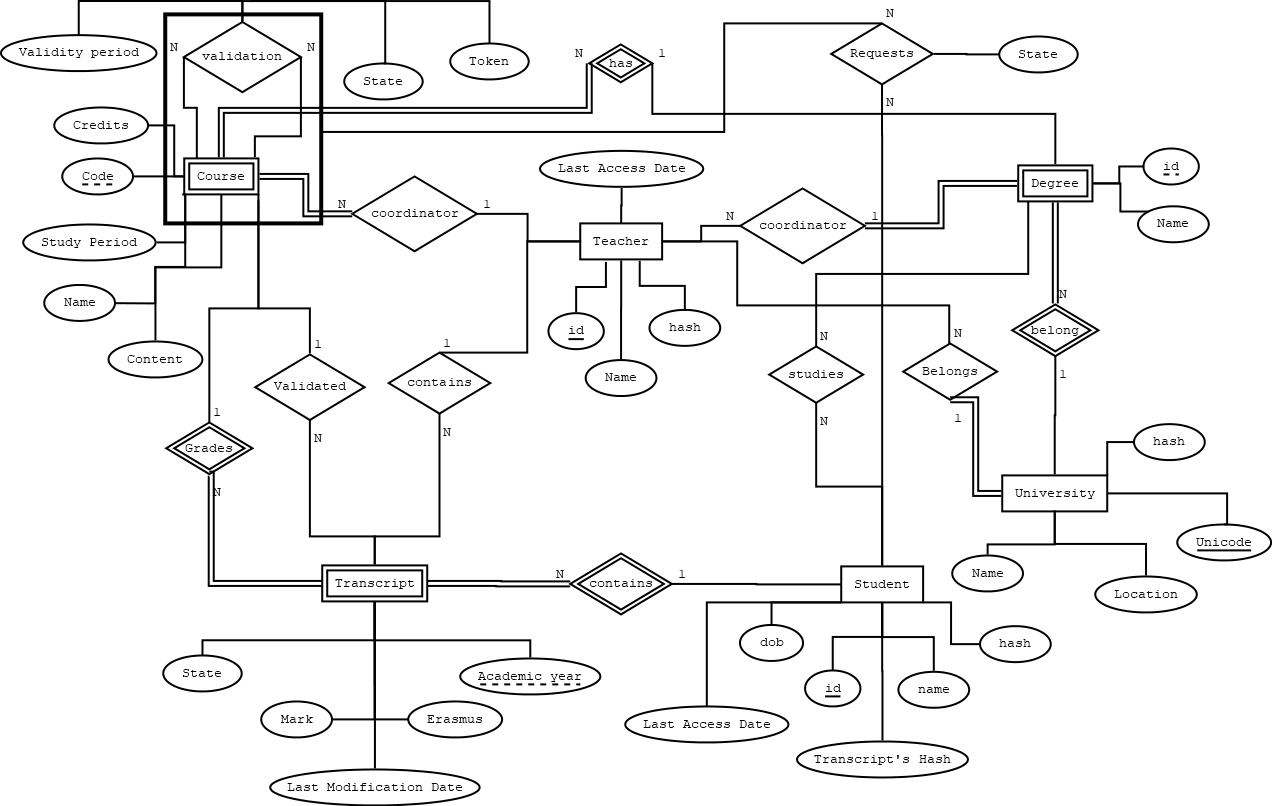 N
Validity period
N
validation
N
State
Token
N
has
1
Requests
State
N
Credits
Code
Course
Last Access Date
Degree
id
Name
N
coordinator
1
Teacher
N
coordinator
1
Study Period
Name
Content
id
hash
Name
N
belong
1
1
Validated
N
1
contains
N
N
studies
N
N
Belongs
1
1
Grades
N
hash
University
Unicode
Name
Location
Transcript
N
contains
1
Student
dob
hash
State
Academic year
id
name
Mark
Erasmus
Last Access Date
Transcript's Hash
Last Modification Date